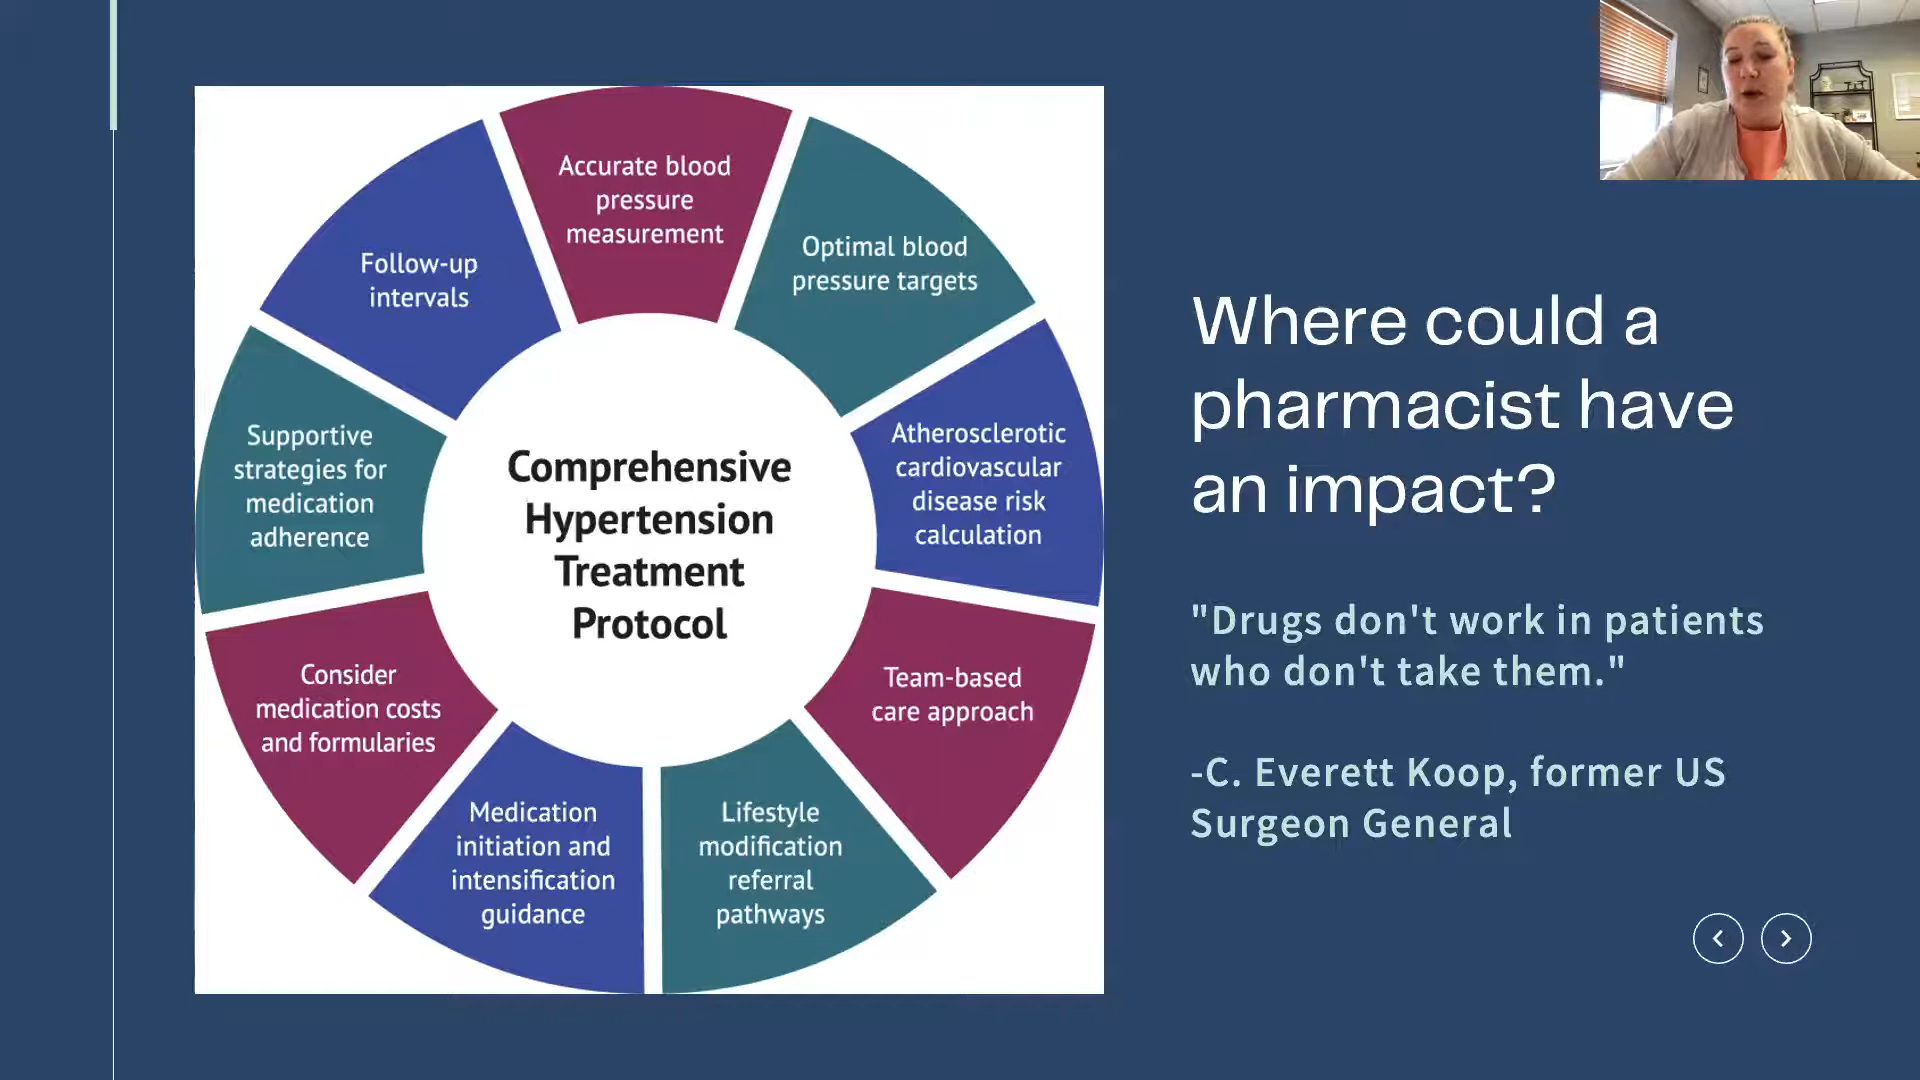 Accurate blood
pressure
measurement
Optimal blood
pressure targets
Atherosclerotic
cardiovascular
disease risk
calculation
Team-based
care approach
Lifestyle
modification
referral
pathways
Medication
initiation and
intensification
guidance
Consider
medication costs
and formularies
Supportive
strategies for
medication
adherence
Follow-up
intervals
Comprehensive
Hypertension
Treatment
Protocol
Where could a
pharmacist have
an impact?
"Drugs don't work in patients
who don't take them."
-C. Everett Koop, former US
Surgeon General